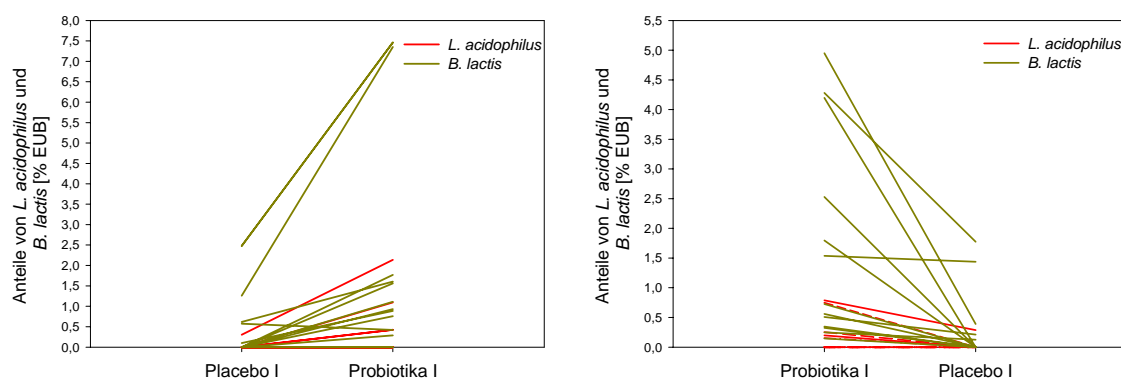 Anteile von L. acidophilus und
B. lactis [% EUB]
8,0
7,5
7,0
6,5
6,0
5,5
5,0
4,5
4,0
3,5
3,0
2,5
2,0
1,5
1,0
0,5
0,0
L. acidophilus
B. lactis
Placebo I Probiotika I
Anteile von L. acidophilus und
B. lactis [% EUB]
5,5
5,0
4,5
4,0
3,5
3,0
2,5
2,0
1,5
1,0
0,5
0,0
L. acidophilus
B. lactis
Probiotika I Placebo I